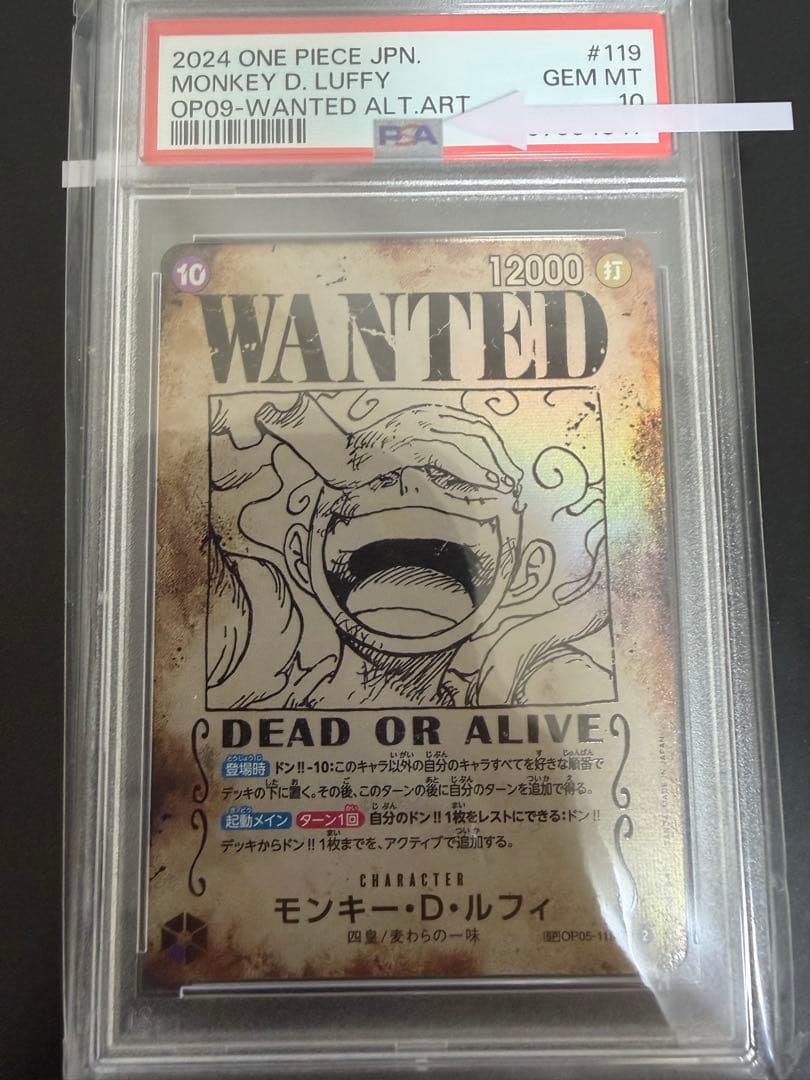 2024 ONE PIECE JPN. #119
MONKEY D. LUFFY GEM MT
OP09-WANTED ALT.ART 10
PSA
10 12000 打
WANTED
DEAD OR ALIVE
登場時 ドン!!-10:このキャラ以外の自分のキャラすべてを好きな順番で
デッキの下に置く。その後、このターンの後に自分のターンを追加で得る。
起動メイン ターン1回 自分のドン!!1枚をレストにできる:ドン!!
デッキからドン!!1枚までを、アクティブで追加する。
CHARACTER
モンキー・D・ルフィ
四皇/麦わらの一味
SP OP05-11 2